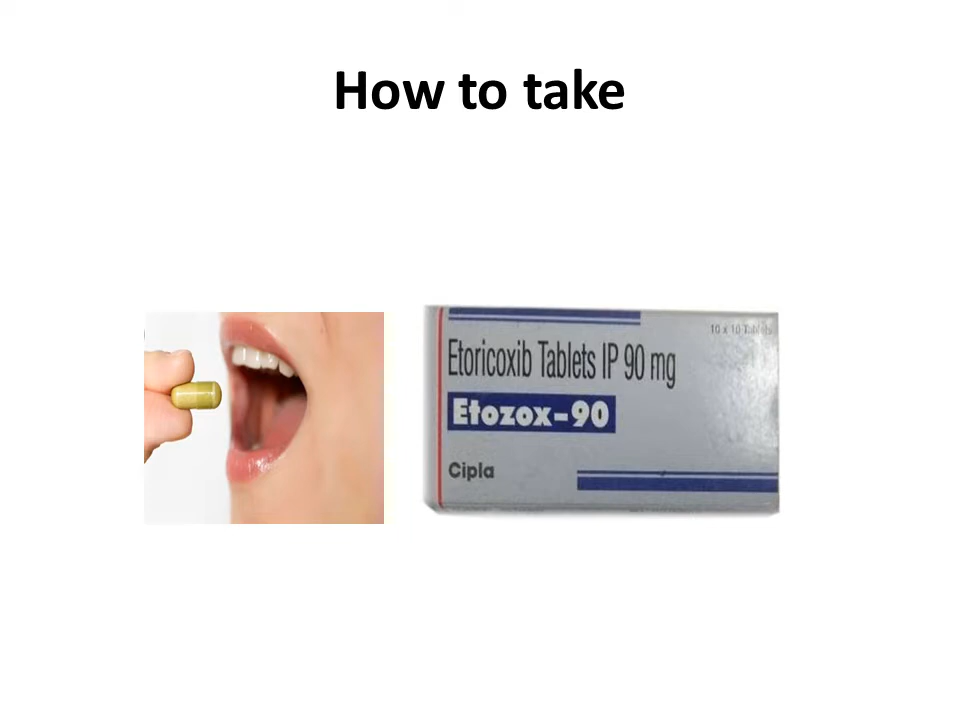 How to take
10 x 10 Tablets
Etoricoxib Tablets IP 90 mg
Etozox-90
Cipla